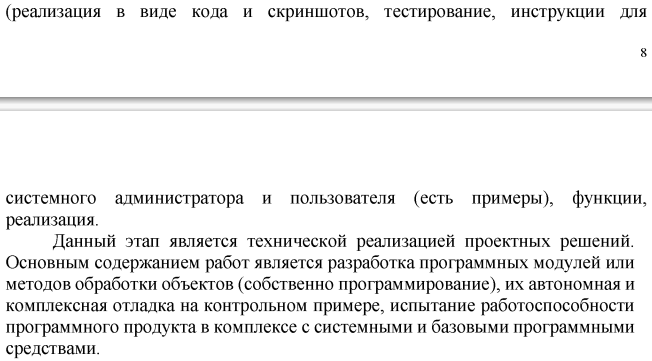 (реализация в виде кода и скриншотов, тестирование, инструкции для
8
системного администратора и пользователя (есть примеры), функции,
реализация.
Данный этап является технической реализацией проектных решений.
Основным содержанием работ является разработка программных модулей или
методов обработки объектов (собственно программирование), их автономная и
комплексная отладка на контрольном примере, испытание работоспособности
программного продукта в комплексе с системными и базовыми программными
средствами.